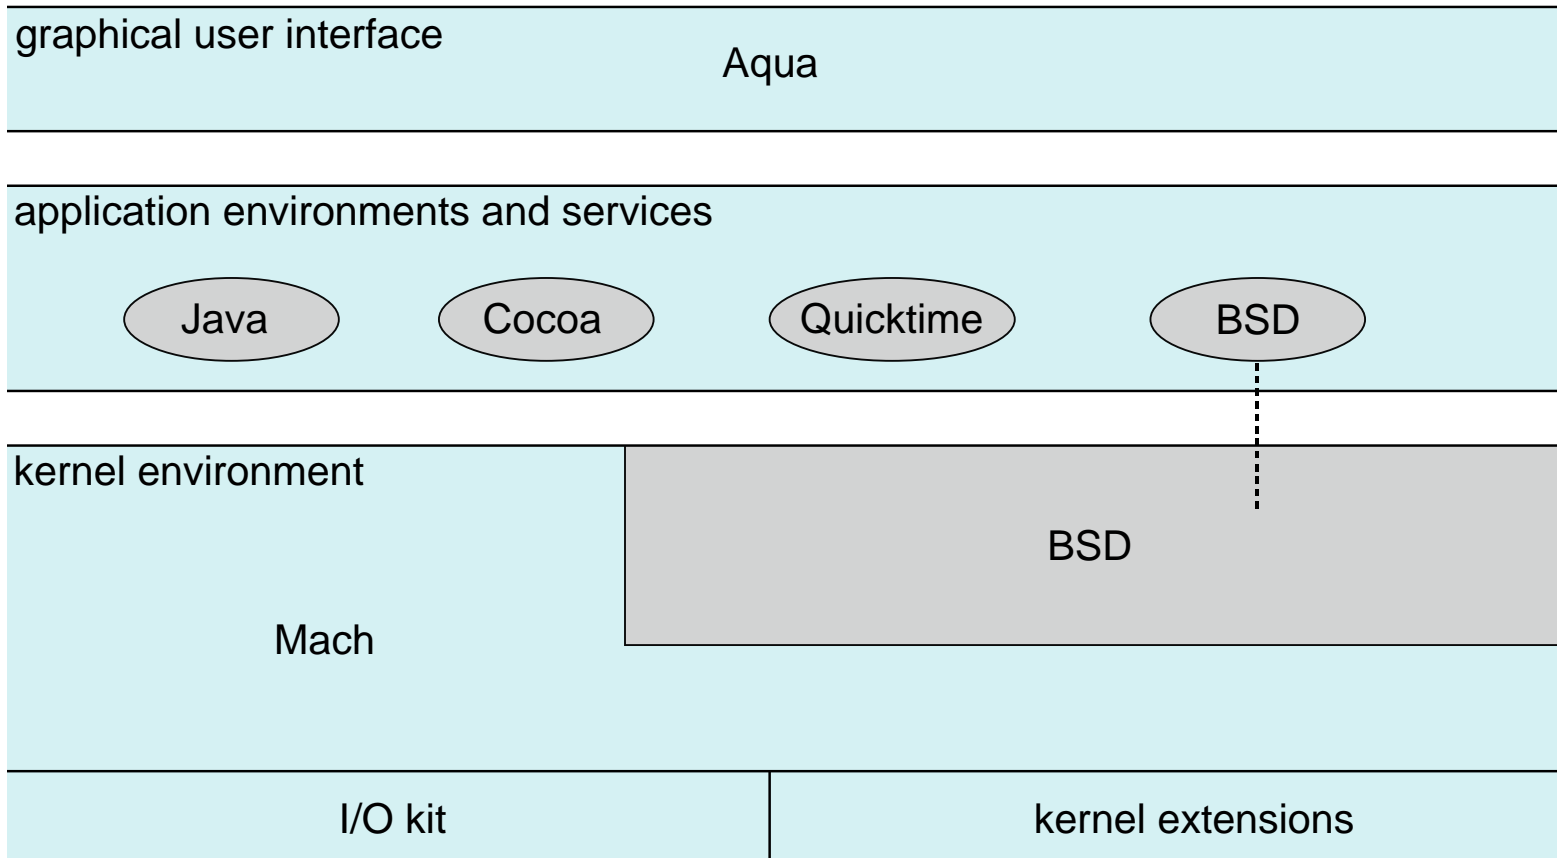 graphical user interface
Aqua
application environments and services
Java
Cocoa
Quicktime
BSD
kernel environment
BSD
Mach
I/O kit
kernel extensions